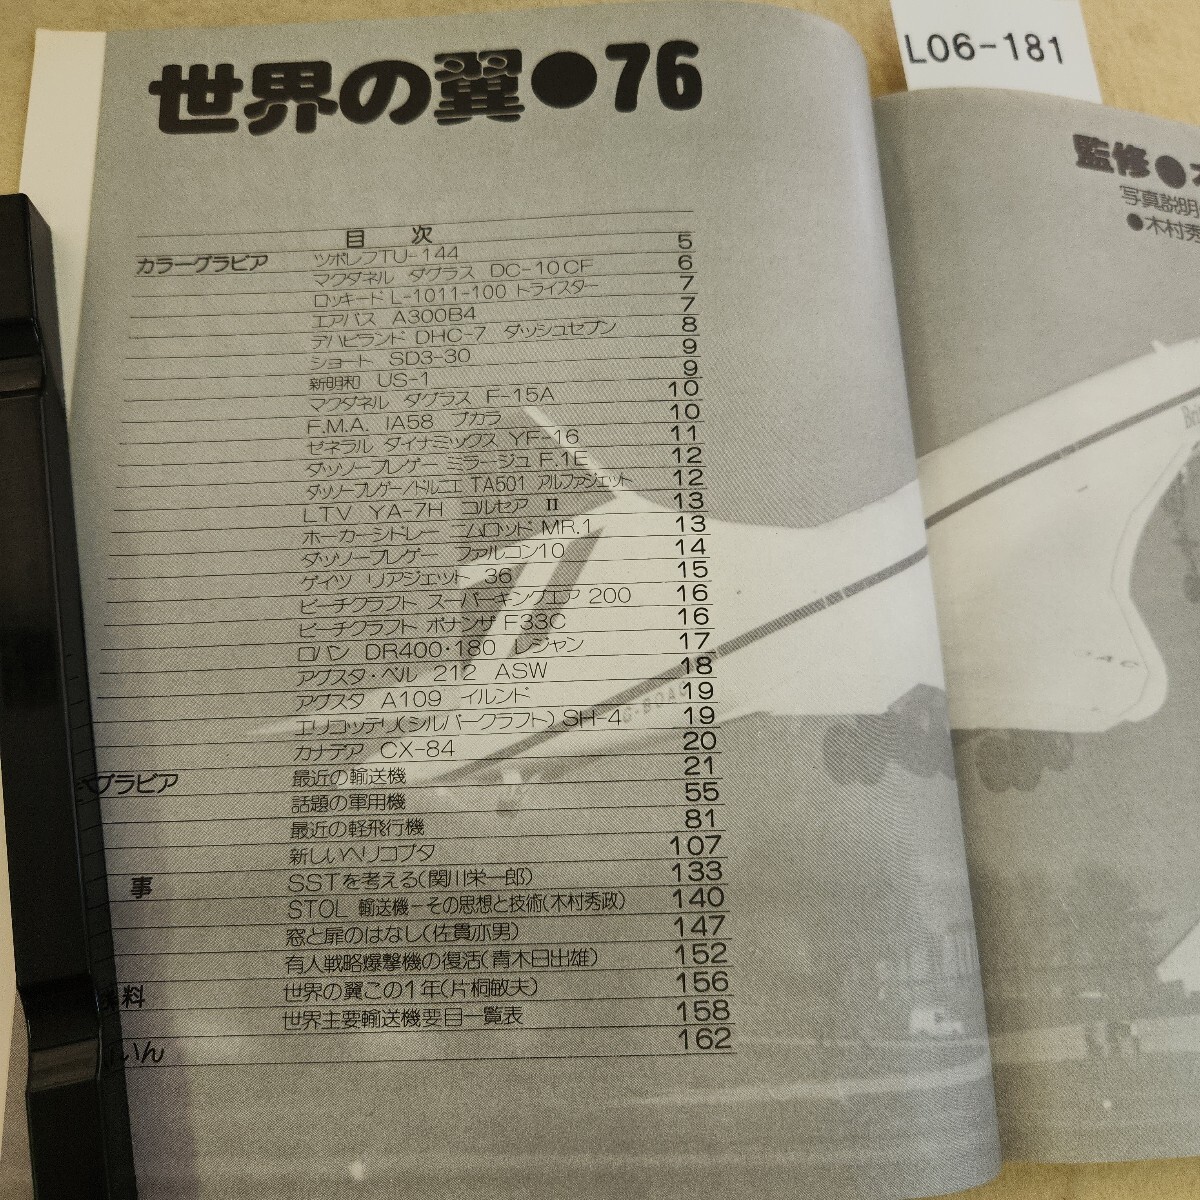 世界の翼●76
L06-181
目 次
カラーグラビア ツポレフTU-144 5
マクダネル ダグラス DC-10CF 6
ロッキード L-1011-100 トライスター 7
エアバス A300B4 7
デハビランド DHC-7 ダッシュセブン 8
ショート SD3-30 9
新明和 US-1 9
マクダネル ダグラス F-15A 10
F.M.A. IA58 プカラ 10
ゼネラル ダイナミックス YF-16 11
ダッソーブレゲー ミラージュ F.1E 12
ダッソーブレゲー/ドルニエ TA501 アルファジェット 12
LTV YA-7H コルセア II 13
ホーカーシドレー ニムロッド MR.1 13
ダッソーブレゲー ファルコン10 14
ゲイツ リアジェット 36 15
ビーチクラフト スーパーキングエア 200 16
ビーチクラフト ボナンザ F33C 16
ロバン DR400・180 レジャン 17
アグスタ・ベル 212 ASW 18
アグスタ A109 イルンド 19
エリコッテリ(シルバークラフト) SH-4 19
カナデア CX-84 20
グラビア 最近の輸送機 21
話題の軍用機 55
最近の軽飛行機 81
新しいヘリコプタ 107
事 SSTを考える(関川栄一郎) 133
STOL 輸送機−その思想と技術(木村秀政) 140
窓と扉のはなし(佐貫亦男) 147
有人戦略爆撃機の復活(青木日出雄) 152
料 世界の翼この1年(片桐敏夫) 156
世界主要輸送機要目一覧表 158
いん 162
G-BOAC
監修●
写真説明
●木村秀